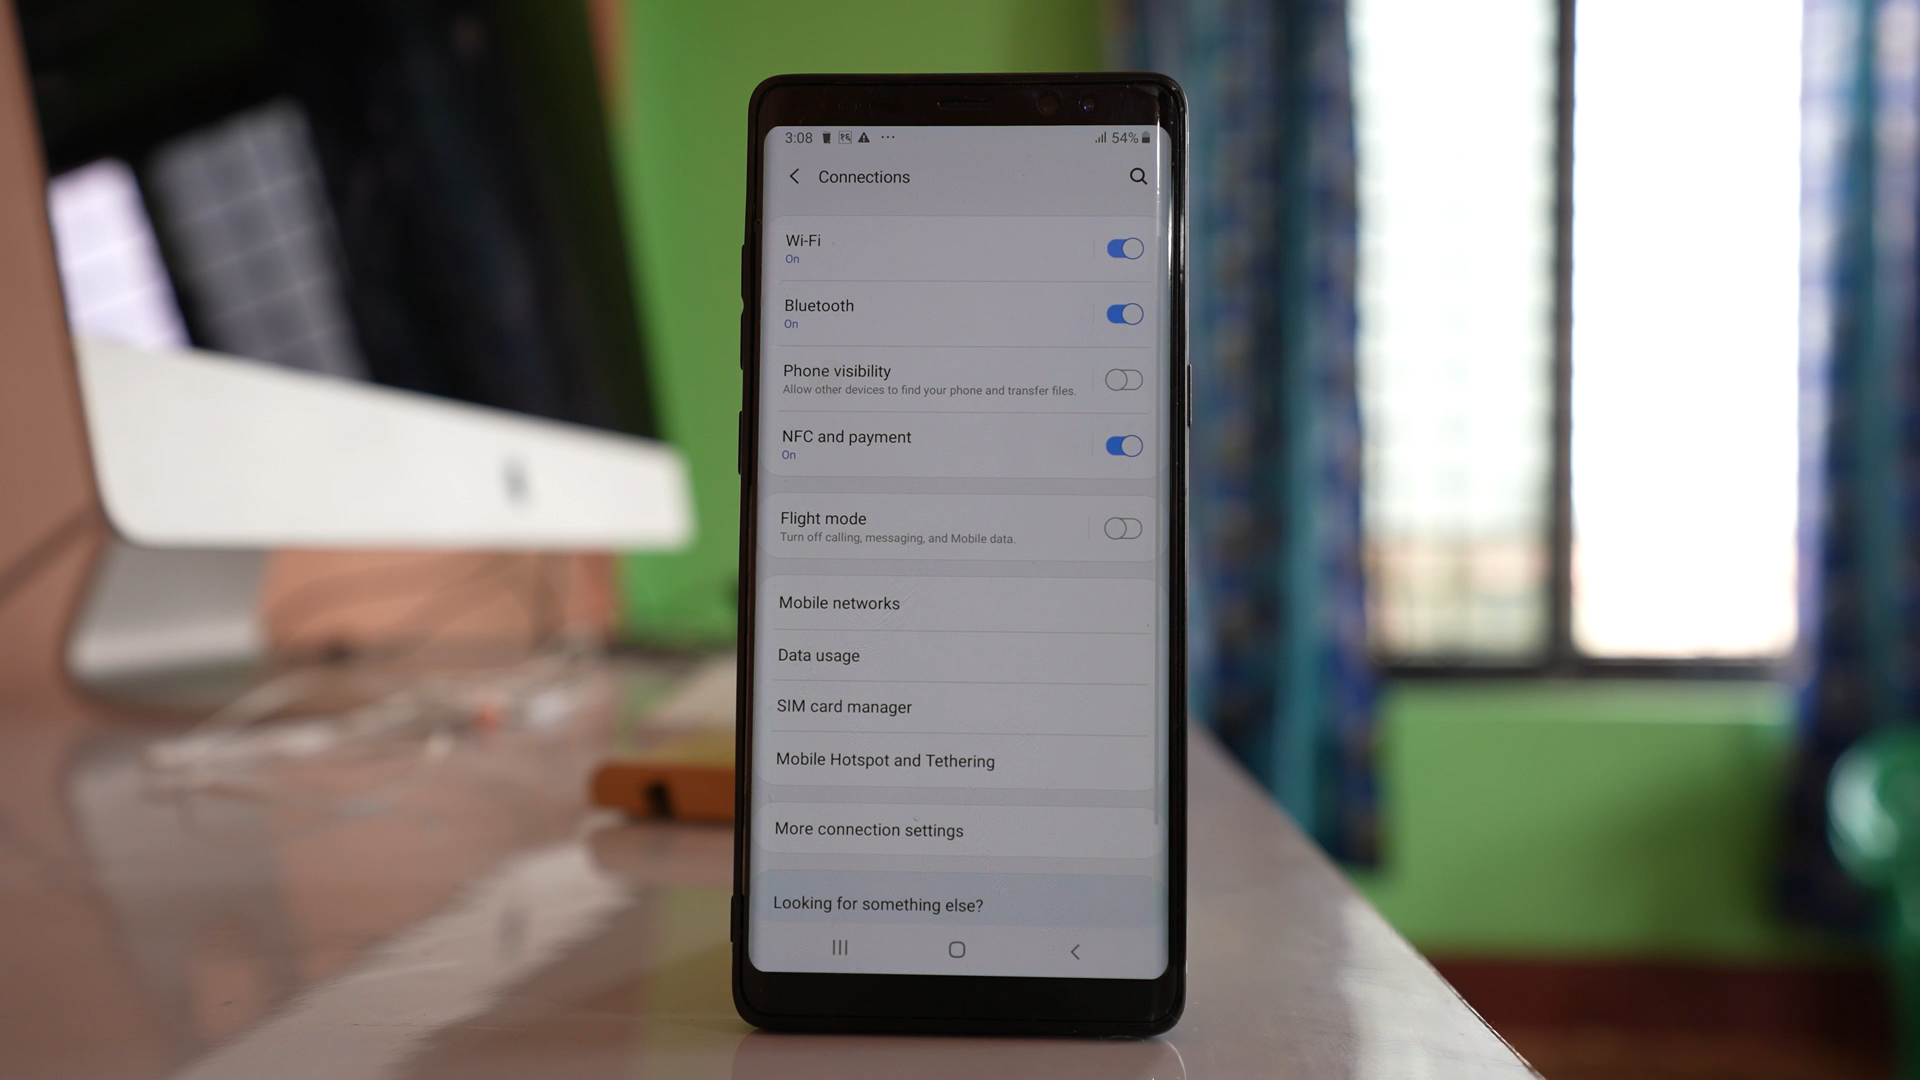 3:08 १६ ... 54%
Connections
Wi-Fi
On
Bluetooth
On
Phone visibility
Allow other devices to find your phone and transfer files.
NFC and payment
On
Flight mode
Turn off calling, messaging, and Mobile data.
Mobile networks
Data usage
SIM card manager
Mobile Hotspot and Tethering
More connection settings
Looking for something else?